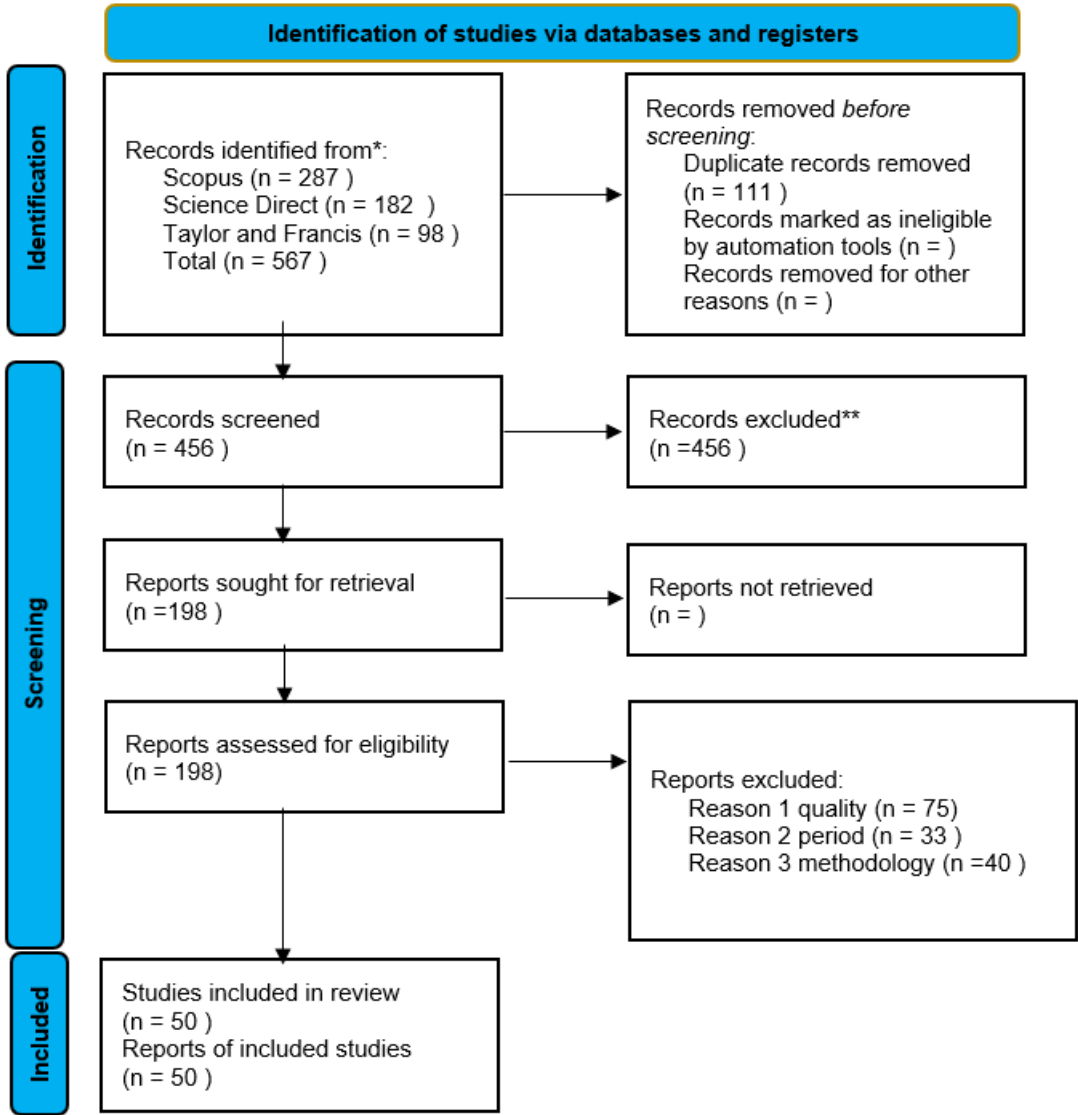 Identification of studies via databases and registers
Identification
Records identified from*:
Scopus (n = 287 )
Science Direct (n = 182  )
Taylor and Francis (n = 98 )
Total (n = 567 )
Records removed before
screening:
Duplicate records removed
(n = 111 )
Records marked as ineligible
by automation tools (n = )
Records removed for other
reasons (n = )
Screening
Records screened
(n = 456 )
Records excluded**
(n =456 )
Reports sought for retrieval
(n =198 )
Reports not retrieved
(n = )
Reports assessed for eligibility
(n = 198)
Reports excluded:
Reason 1 quality (n = 75)
Reason 2 period (n = 33 )
Reason 3 methodology (n =40 )
Included
Studies included in review
(n = 50 )
Reports of included studies
(n = 50 )